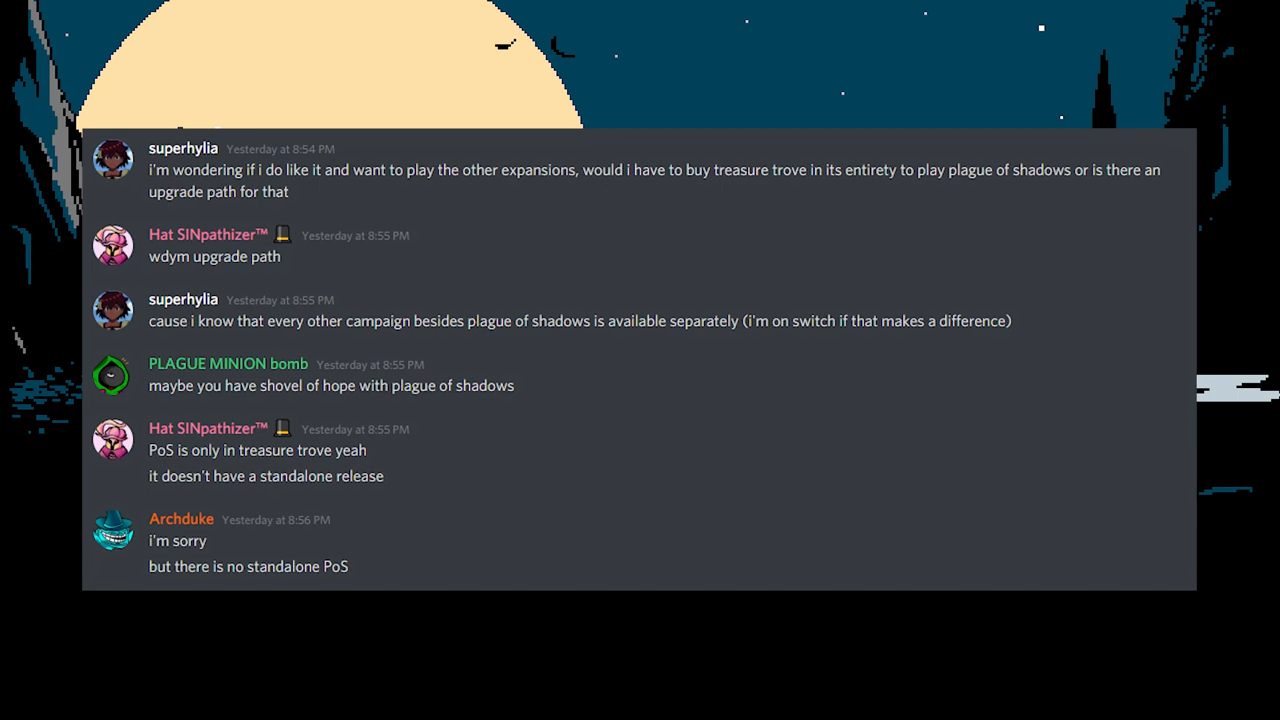 superhylia Yesterday at 8:54 PM
i'm wondering if i do like it and want to play the other expansions, would i have to buy treasure trove in its entirety to play plague of shadows or is there an
upgrade path for that
Hat SINpathizer™ Yesterday at 8:55 PM
wdym upgrade path
superhylia Yesterday at 8:55 PM
cause i know that every other campaign besides plague of shadows is available separately (i'm on switch if that makes a difference)
PLAGUE MINION bomb Yesterday at 8:55 PM
maybe you have shovel of hope with plague of shadows
Hat SINpathizer™ Yesterday at 8:55 PM
PoS is only in treasure trove yeah
it doesn't have a standalone release
Archduke Yesterday at 8:56 PM
i'm sorry
but there is no standalone PoS